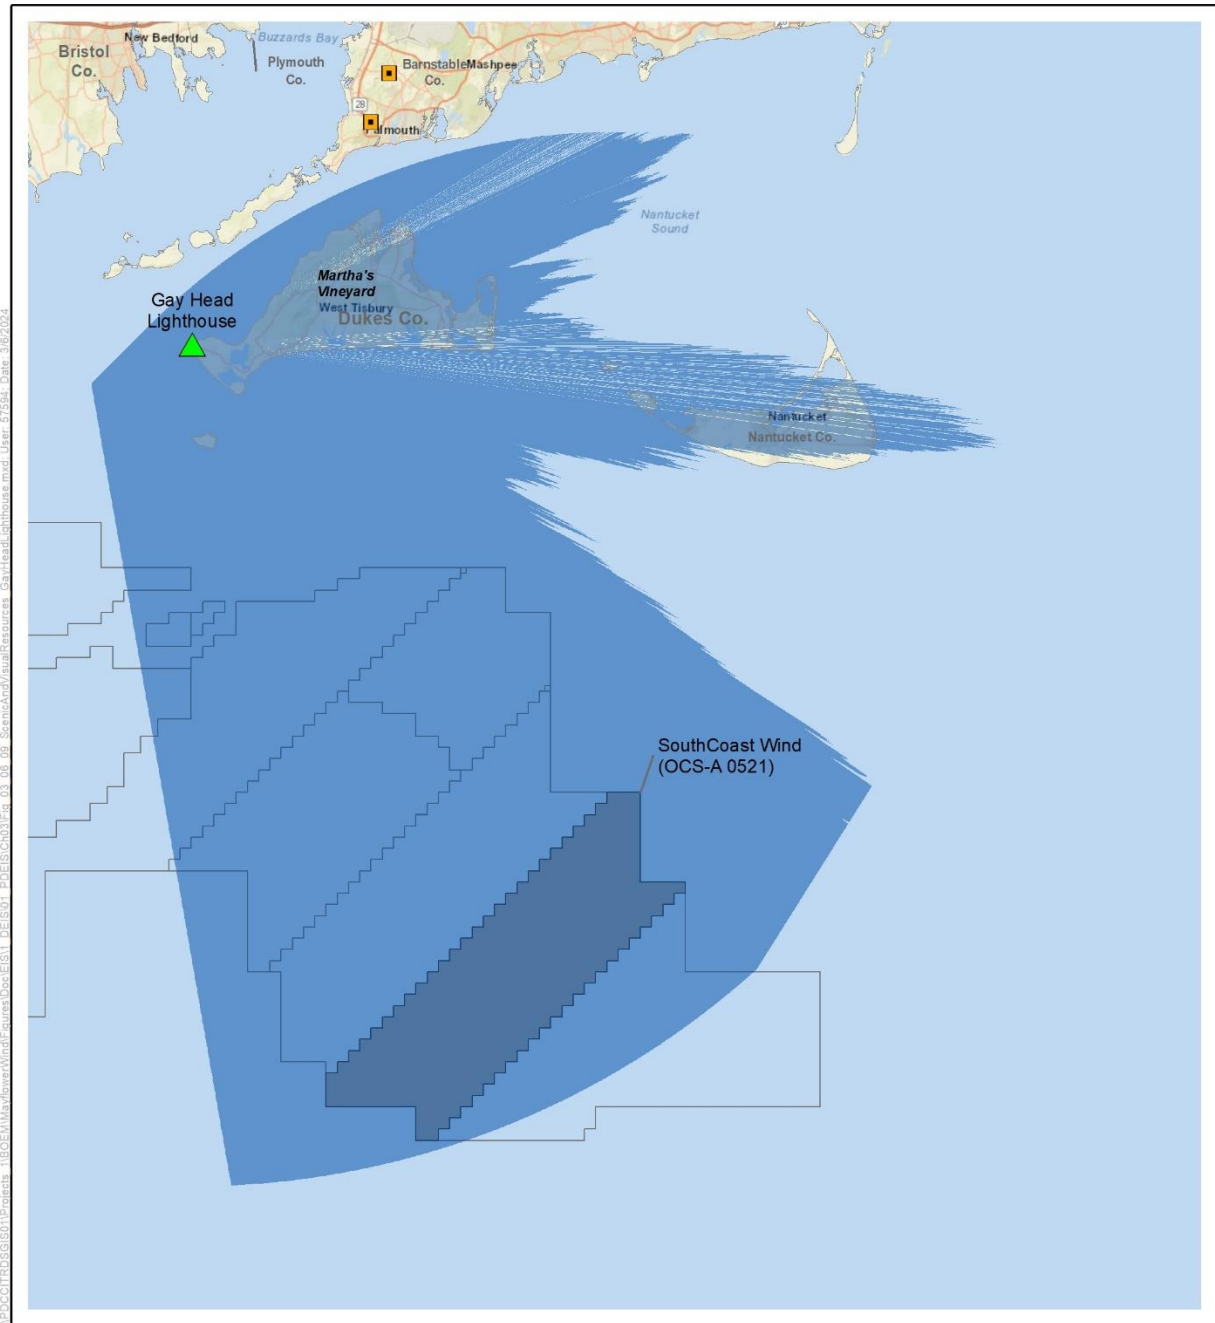 New Bedford
Buzzards Bay
Bristol
Co.
Plymouth
Co.
Barnstable
Co.
Mashpee
28
Falmouth
Nantucket
Sound
Martha's
Vineyard
West Tisbury
Dukes Co.
Gay Head
Lighthouse
Nantucket
Nantucket Co.
SouthCoast Wind
(OCS-A 0521)